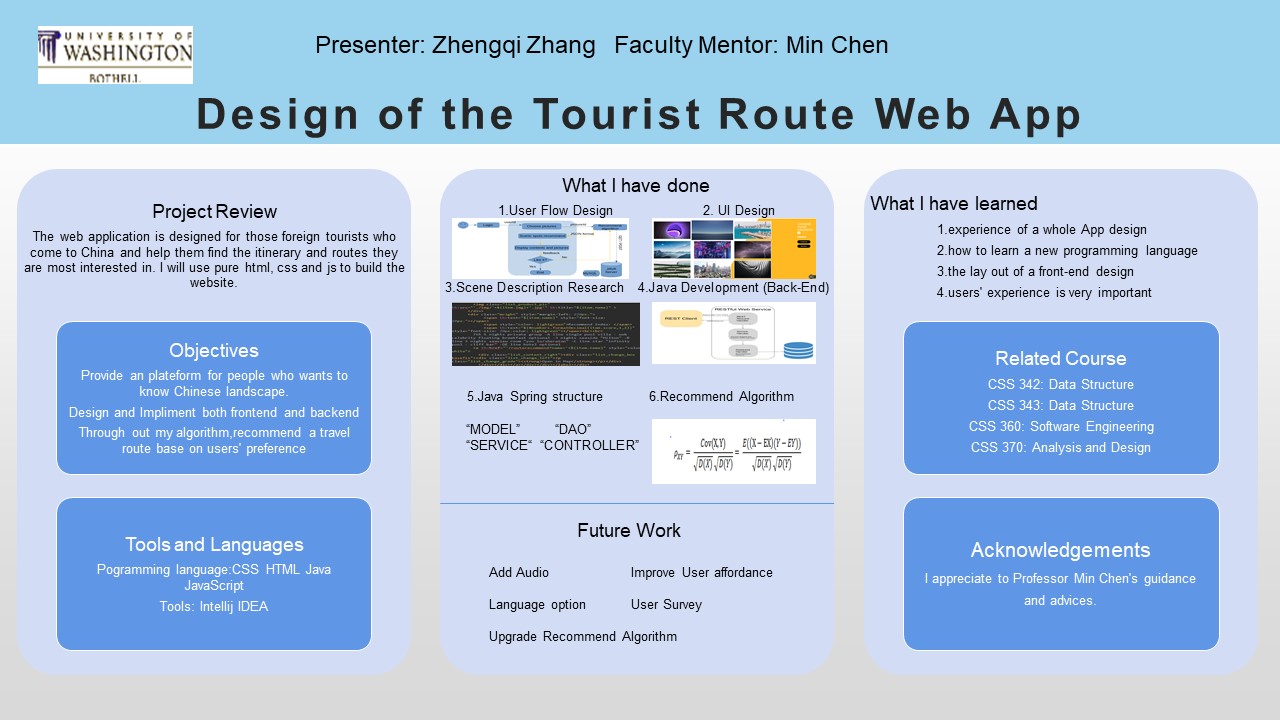 UNIVERSITY OF
WASHINGTON
BOTHELL
Presenter: Zhengqi Zhang Faculty Mentor: Min Chen
Design of the Tourist Route Web App
Project Review
The web application is designed for these foreign tourists who
come to China and help them find the itinerary and routes they
are most interested in. I will use pure html, css and js to build the
website.
Objectives
Provide an plateform for people who wants to
know Chinese landscape.
Design and Impliment both frontend and backend
Through out my algorithm,recommend a travel
route base on users' preference
Tools and Languages
Pogramming language:CSS HTML Java
JavaScript
Tools: Intellij IDEA
What I have done
1.User Flow Design
2. UI Design
3.Scene Description Research
4.Java Development (Back-End)
RESTful Web Service
REST Client
5.Java Spring structure
“MODEL” “DAO”
“SERVICE“ “CONTROLLER”
6.Recommend Algorithm
ρXY = Cov(X,Y) / √D(X) √D(Y) = E((X − EX)(Y − EY)) / √D(X) √D(Y)
Future Work
Add Audio
Improve User affordance
Language option
User Survey
Upgrade Recommend Algorithm
What I have learned
1.experience of a whole App design
2.how to learn a new programming language
3.the lay out of a front-end design
4.users' experience is very important
Related Course
CSS 342: Data Structure
CSS 343: Data Structure
CSS 360: Software Engineering
CSS 370: Analysis and Design
Acknowledgements
I appreciate to Professor Min Chen's guidance
and advices.